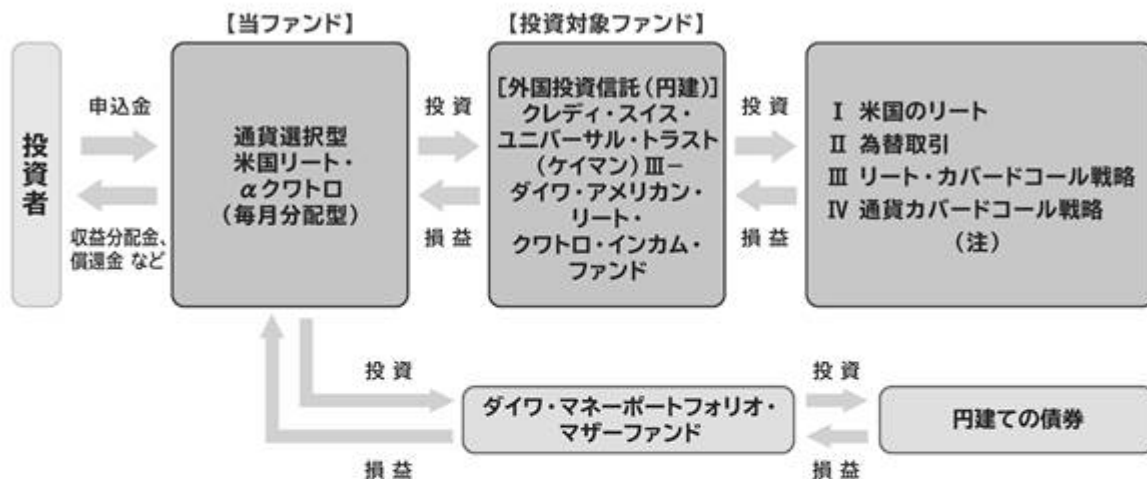 【当ファンド】
【投資対象ファンド】
投資者
申込金
収益分配金、
償還金 など
通貨選択型
米国リート・
αクワトロ
（毎月分配型）
投 資
損 益
［外国投資信託（円建）］
クレディ・スイス・
ユニバーサル・トラスト
（ケイマン）Ⅲ－
ダイワ・アメリカン・
リート・
クワトロ・インカム・
ファンド
投 資
損 益
Ⅰ 米国のリート
Ⅱ 為替取引
Ⅲ リート・カバードコール戦略
Ⅳ 通貨カバードコール戦略
（注）
投 資
損 益
ダイワ・マネーポートフォリオ・
マザーファンド
投 資
損 益
円建ての債券